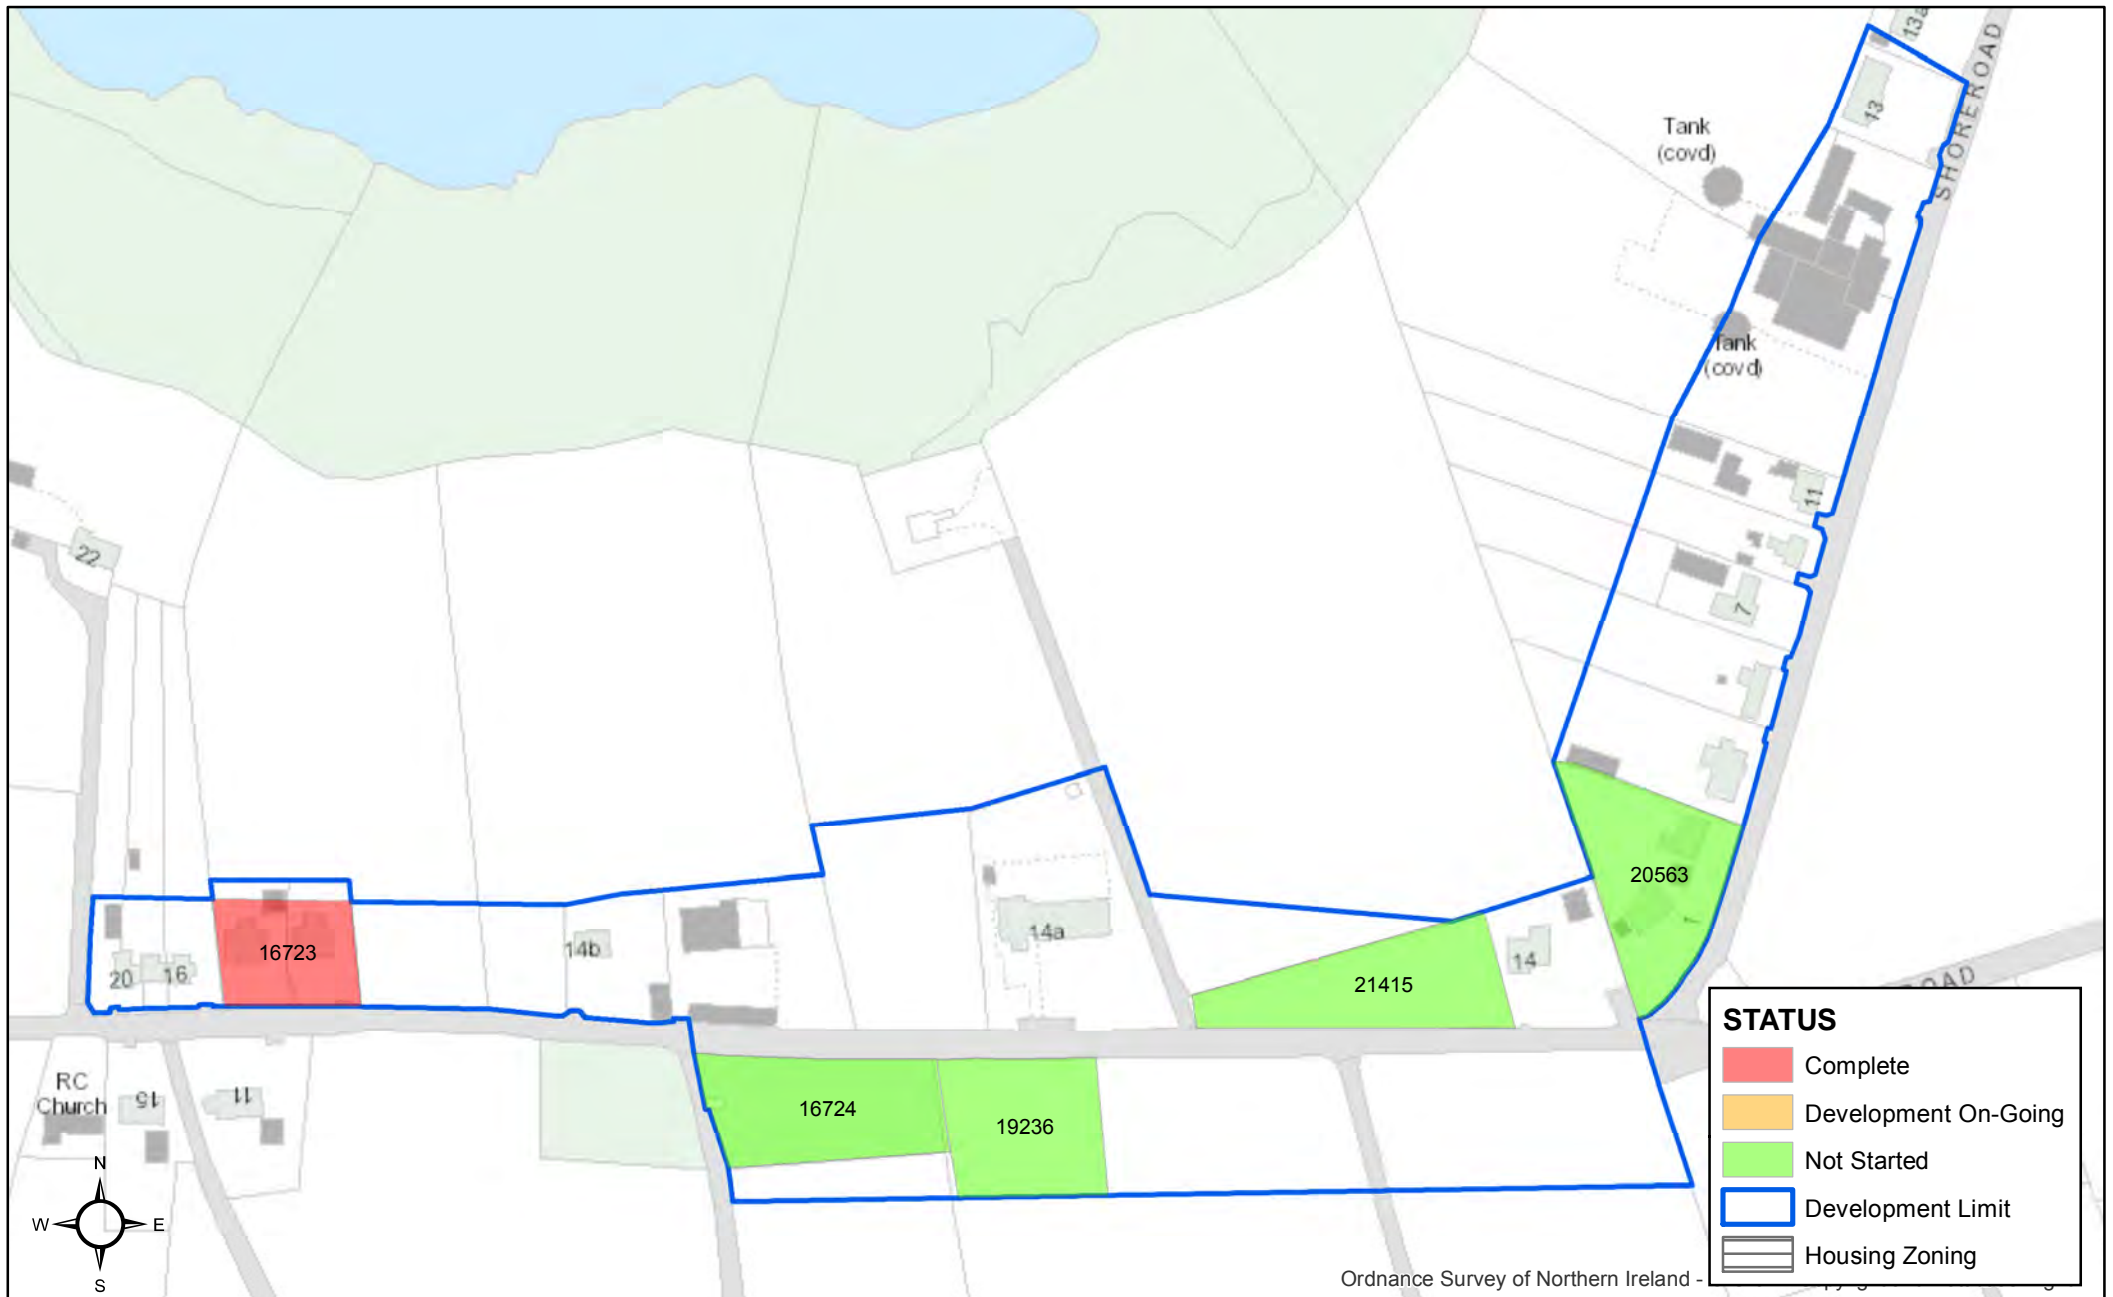 13a
SHORE ROAD
13
Tank
(covd)
Tank
(covd)
11
22
7
20563
1
14b
14a
20
16
16723
21415
14
ROAD
16724
19236
RC
Church
15
11
N
W
E
S
STATUS
Complete
Development On-Going
Not Started
Development Limit
Housing Zoning
Ordnance Survey of Northern Ireland -